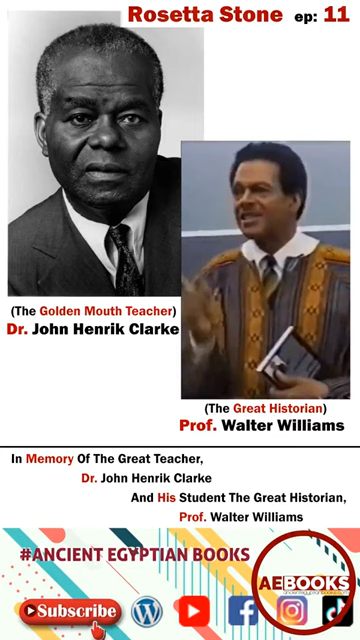 Rosetta Stone ep: 11
(The Golden Mouth Teacher)
Dr. John Henrik Clarke
(The Great Historian)
Prof. Walter Williams
In Memory Of The Great Teacher,
Dr. John Henrik Clarke
And His Student The Great Historian,
Prof. Walter Williams
#ANCIENT EGYPTIAN BOOKS
AEBOOKS
ancientegyptianbooks.com
Subscribe